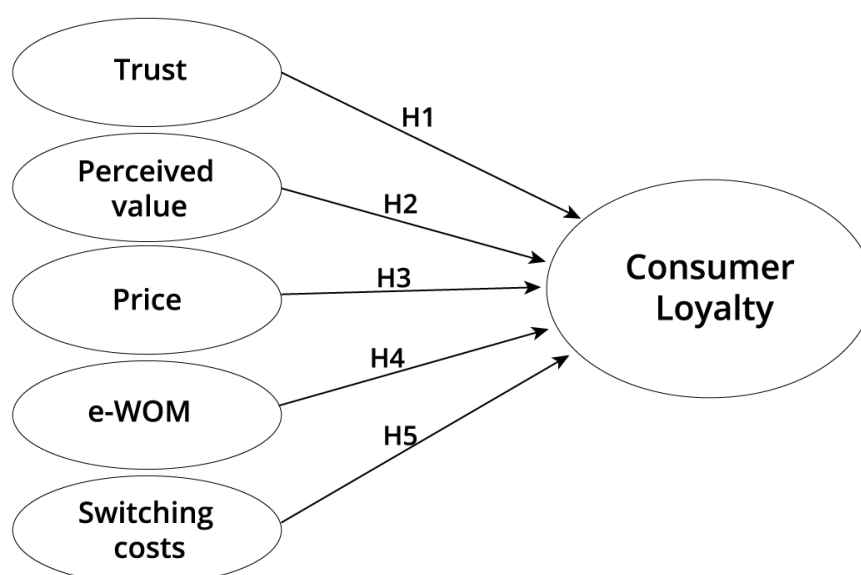 Trust
H1
Perceived
value
H2
Price
H3
e-WOM
H4
Switching
costs
H5
Consumer
Loyalty